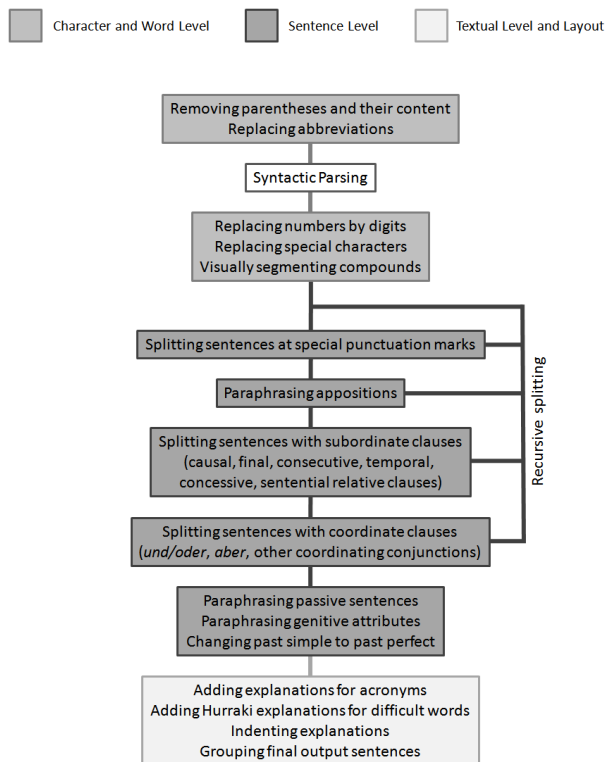 Character and Word Level
Sentence Level
Textual Level and Layout
Removing parentheses and their content
Replacing abbreviations
Syntactic Parsing
Replacing numbers by digits
Replacing special characters
Visually segmenting compounds
Splitting sentences at special punctuation marks
Paraphrasing appositions
Splitting sentences with subordinate clauses
(causal, final, consecutive, temporal,
concessive, sentential relative clauses)
Splitting sentences with coordinate clauses
(und/oder, aber, other coordinating conjunctions)
Recursive splitting
Paraphrasing passive sentences
Paraphrasing genitive attributes
Changing past simple to past perfect
Adding explanations for acronyms
Adding Hurraki explanations for difficult words
Indenting explanations
Grouping final output sentences